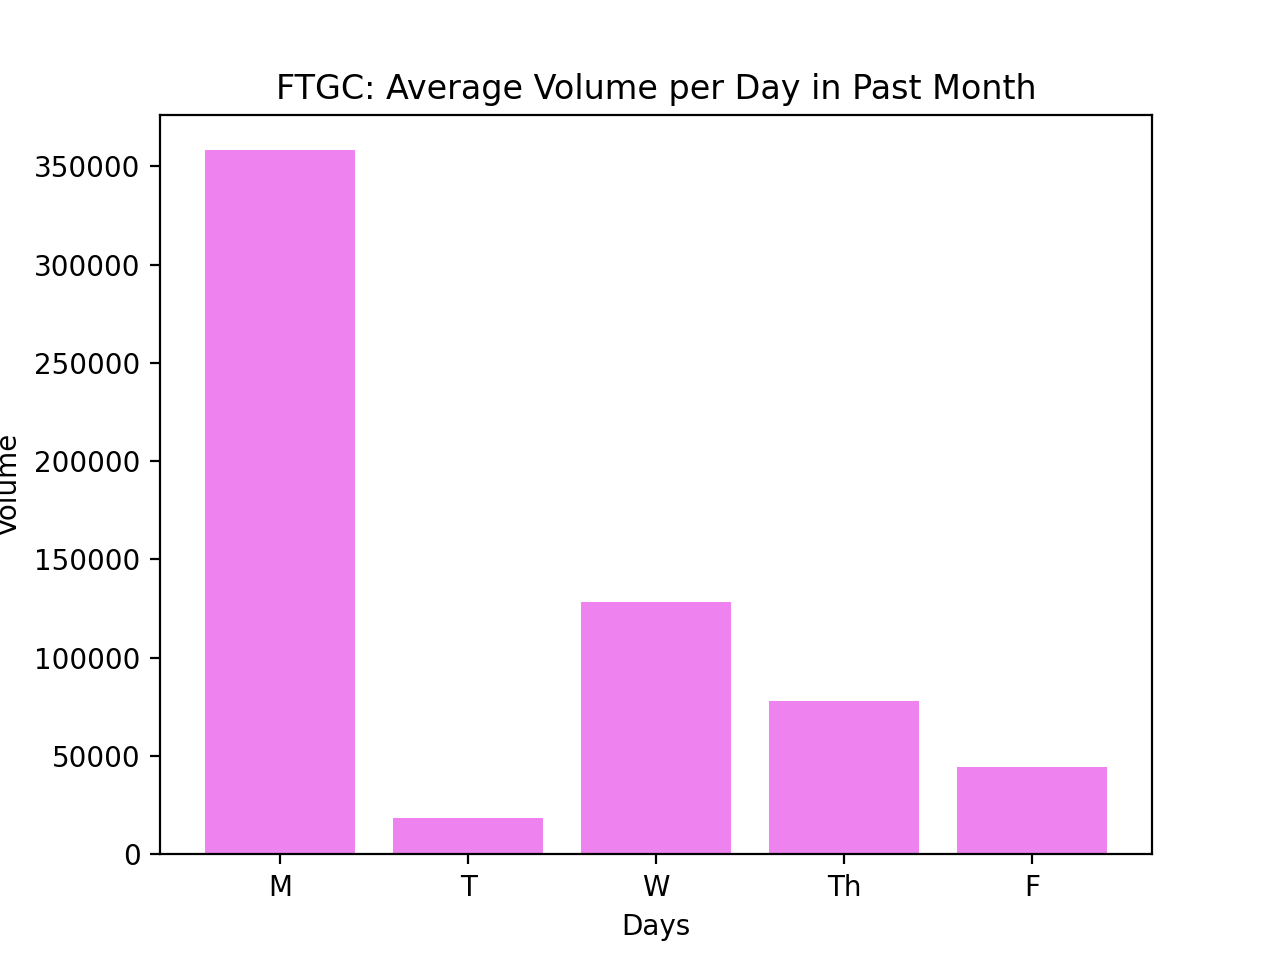 FTGC: Average Volume per Day in Past Month
350000
300000
250000
200000
150000
100000
50000
0
Volume
M T W Th F
Days